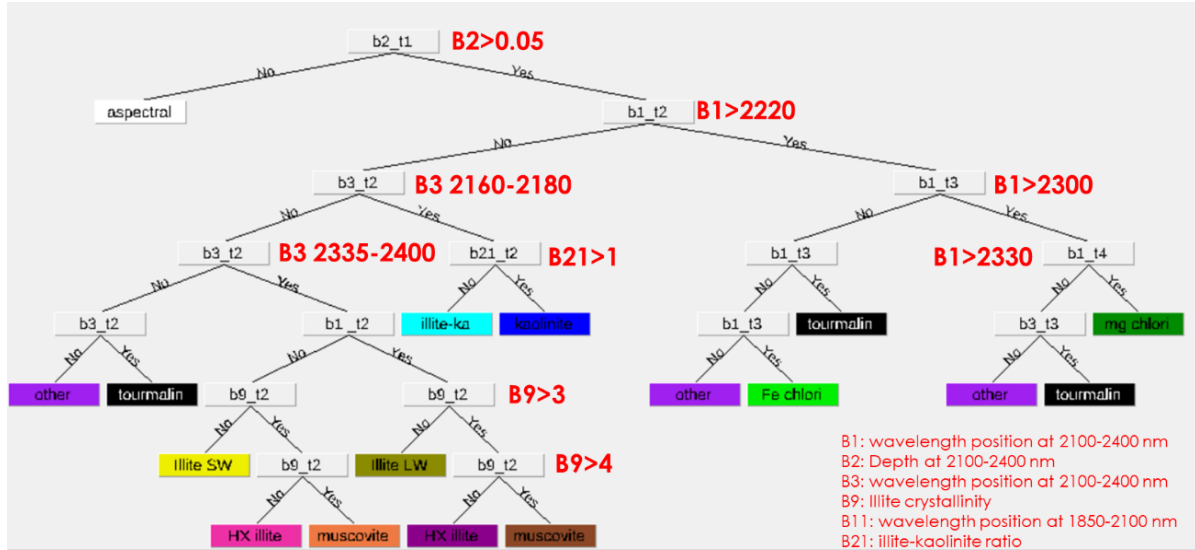 b2_t1 B2>0.05
No Yes
aspectral b1_t2 B1>2220
No Yes
b3_t2 B3 2160-2180 b1_t3 B1>2300
No Yes No Yes
b3_t2 B3 2335-2400 b21_t2 B21>1 b1_t3 B1>2330 b1_t4
No Yes No Yes No Yes No Yes
b3_t2 b1_t2 illite-ka kaolinite b1_t3 tourmalin b3_t3 mg chlori
No Yes No Yes No Yes No Yes
other tourmalin b9_t2 b9_t2 B9>3 other Fe chlori other tourmalin
No Yes No Yes
Illite SW b9_t2 Illite LW b9_t2 B9>4
No Yes No Yes
HX illite muscovite HX illite muscovite
B1: wavelength position at 2100-2400 nm
B2: Depth at 2100-2400 nm
B3: wavelength position at 2100-2400 nm
B9: Illite crystallinity
B11: wavelength position at 1850-2100 nm
B21: illite-kaolinite ratio